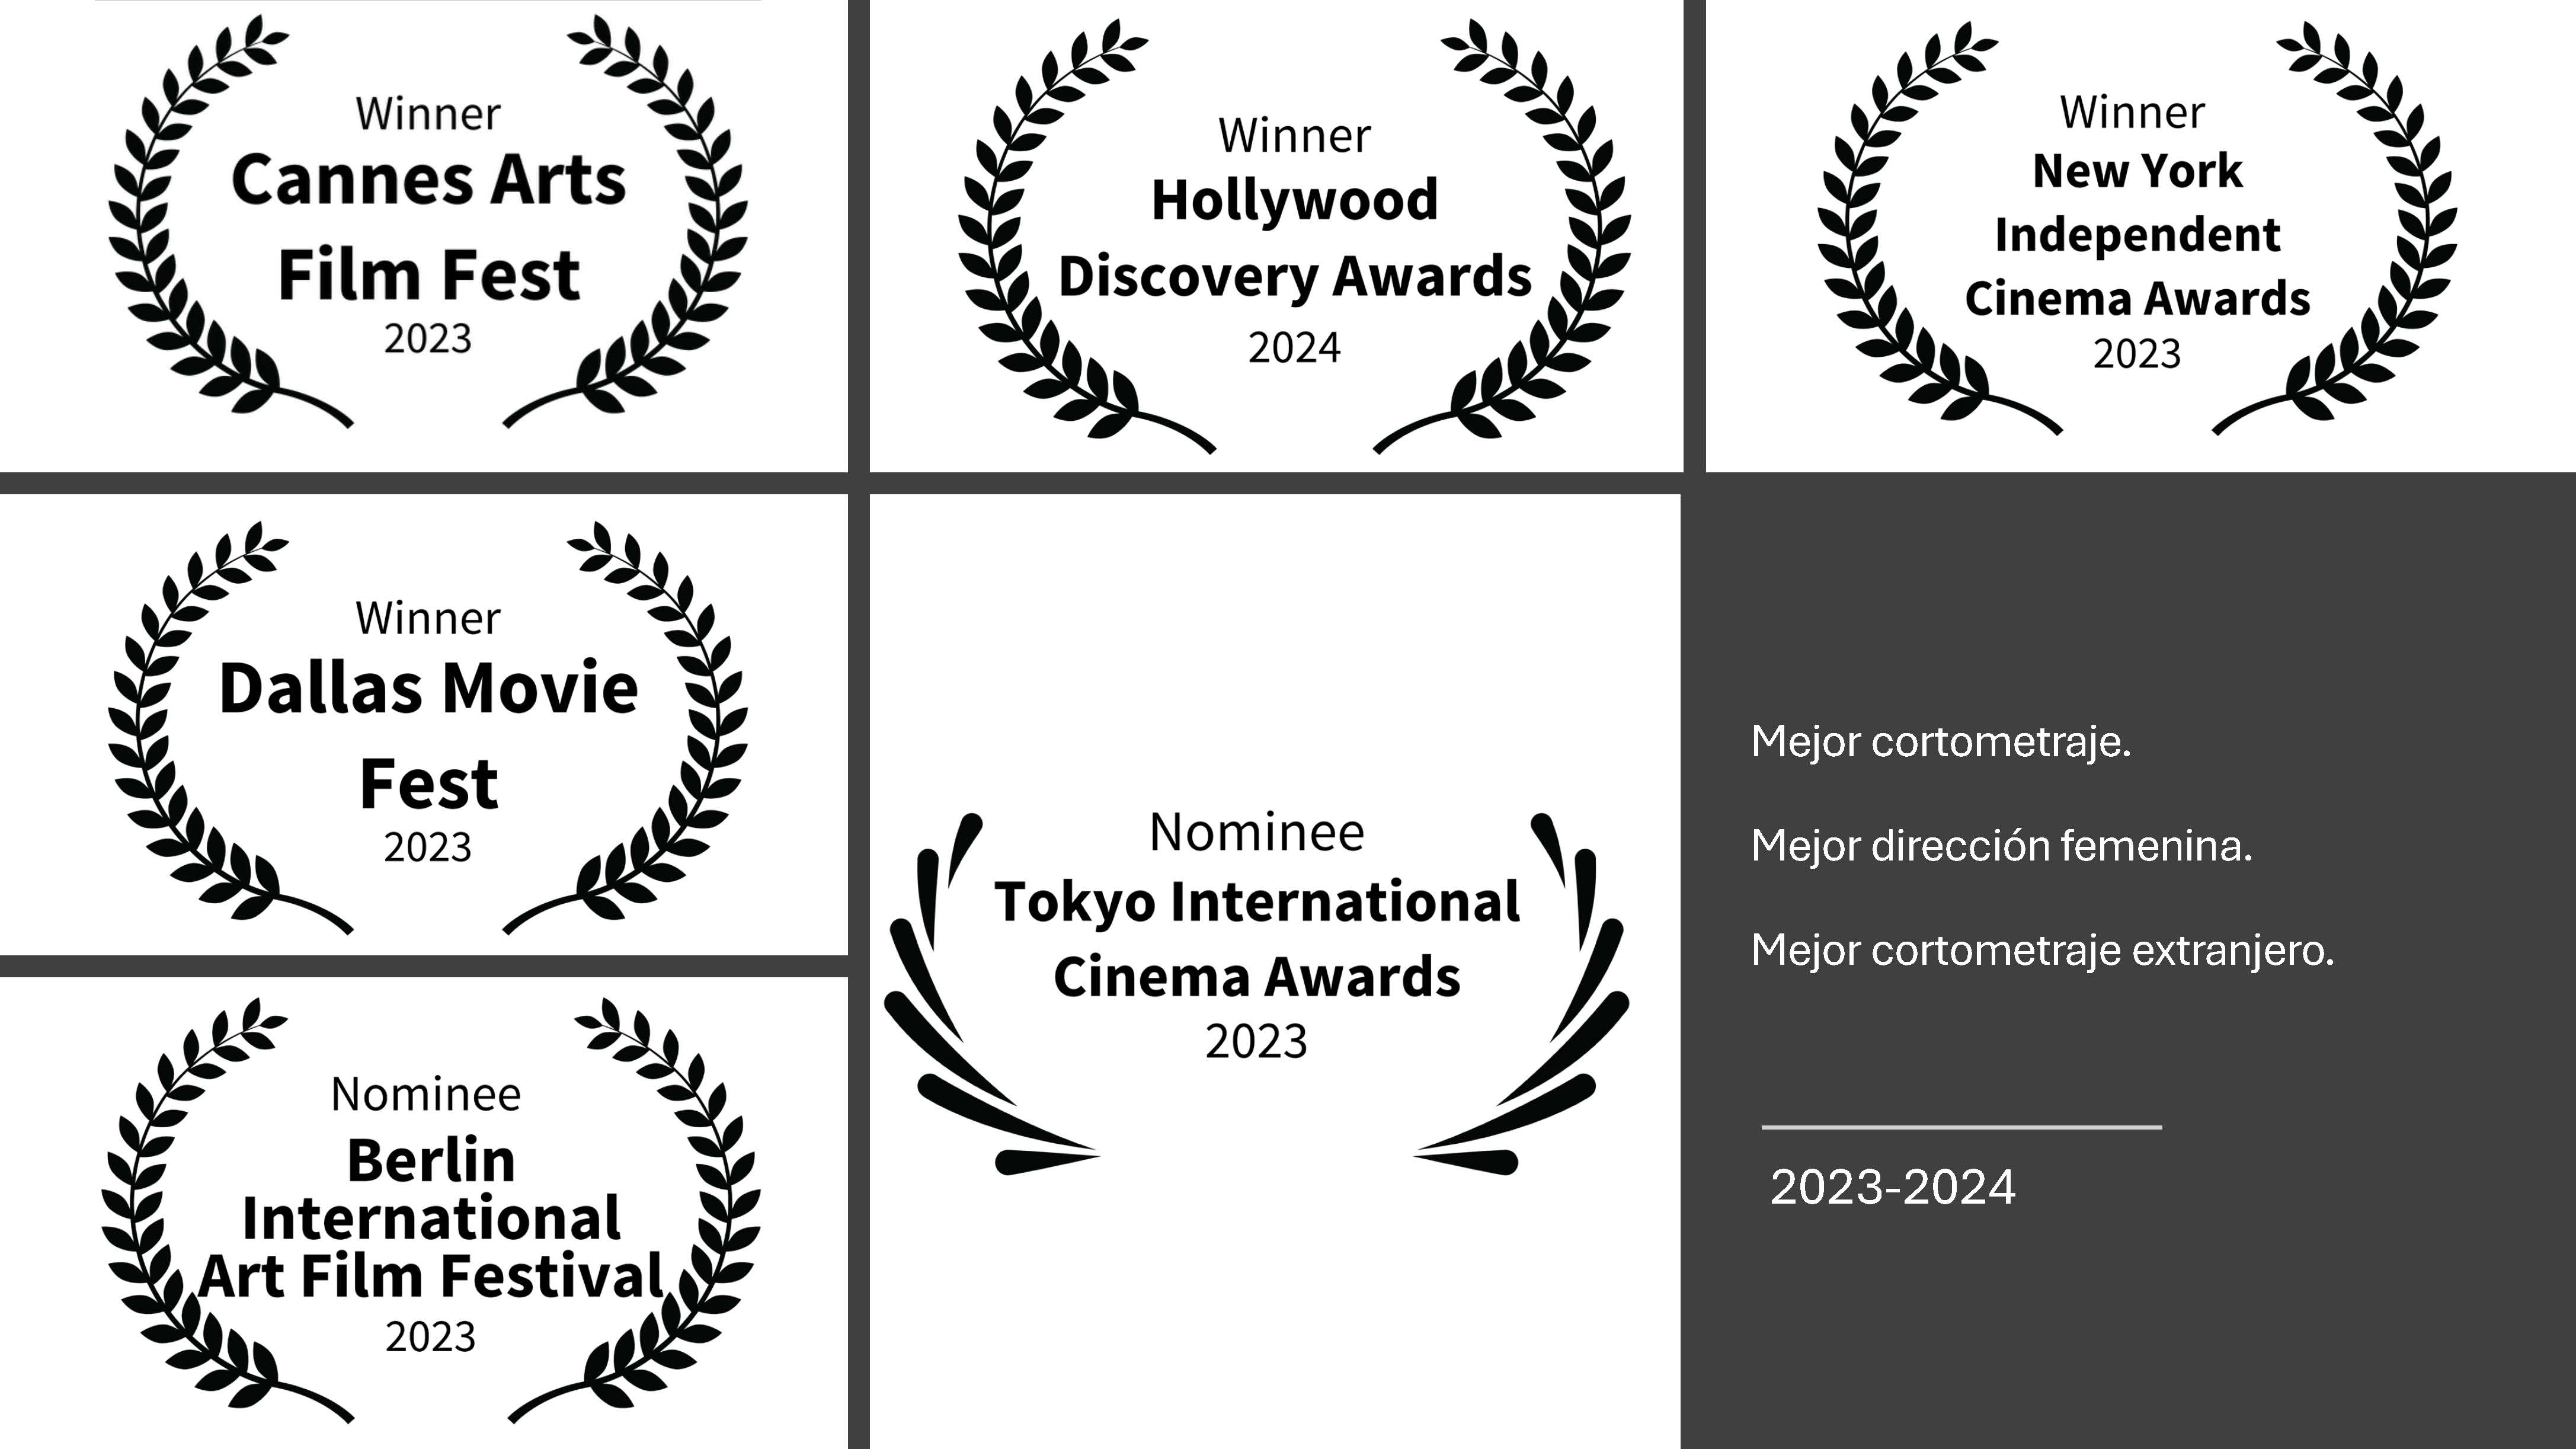 Winner
Cannes Arts
Film Fest
2023
Winner
Hollywood
Discovery Awards
2024
Winner
New York
Independent
Cinema Awards
2023
Winner
Dallas Movie
Fest
2023
Nominee
Tokyo International
Cinema Awards
2023
Mejor cortometraje.
Mejor dirección femenina.
Mejor cortometraje extranjero.
2023-2024
Nominee
Berlin
International
Art Film Festival
2023